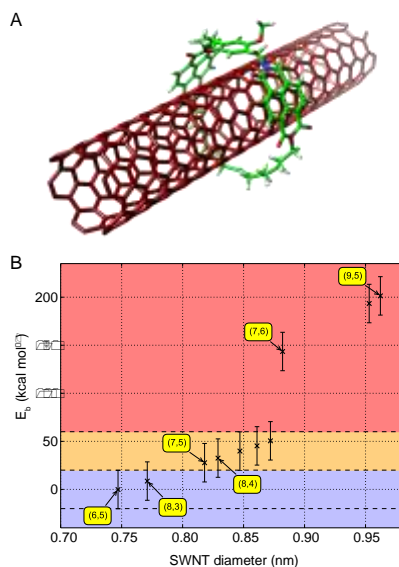 A
B
E_b (kcal mol
200
50
0
(9,5)
(7,6)
(7,5)
(8,4)
(6,5)
(8,3)
0.70 0.75 0.80 0.85 0.90 0.95
SWNT diameter (nm)